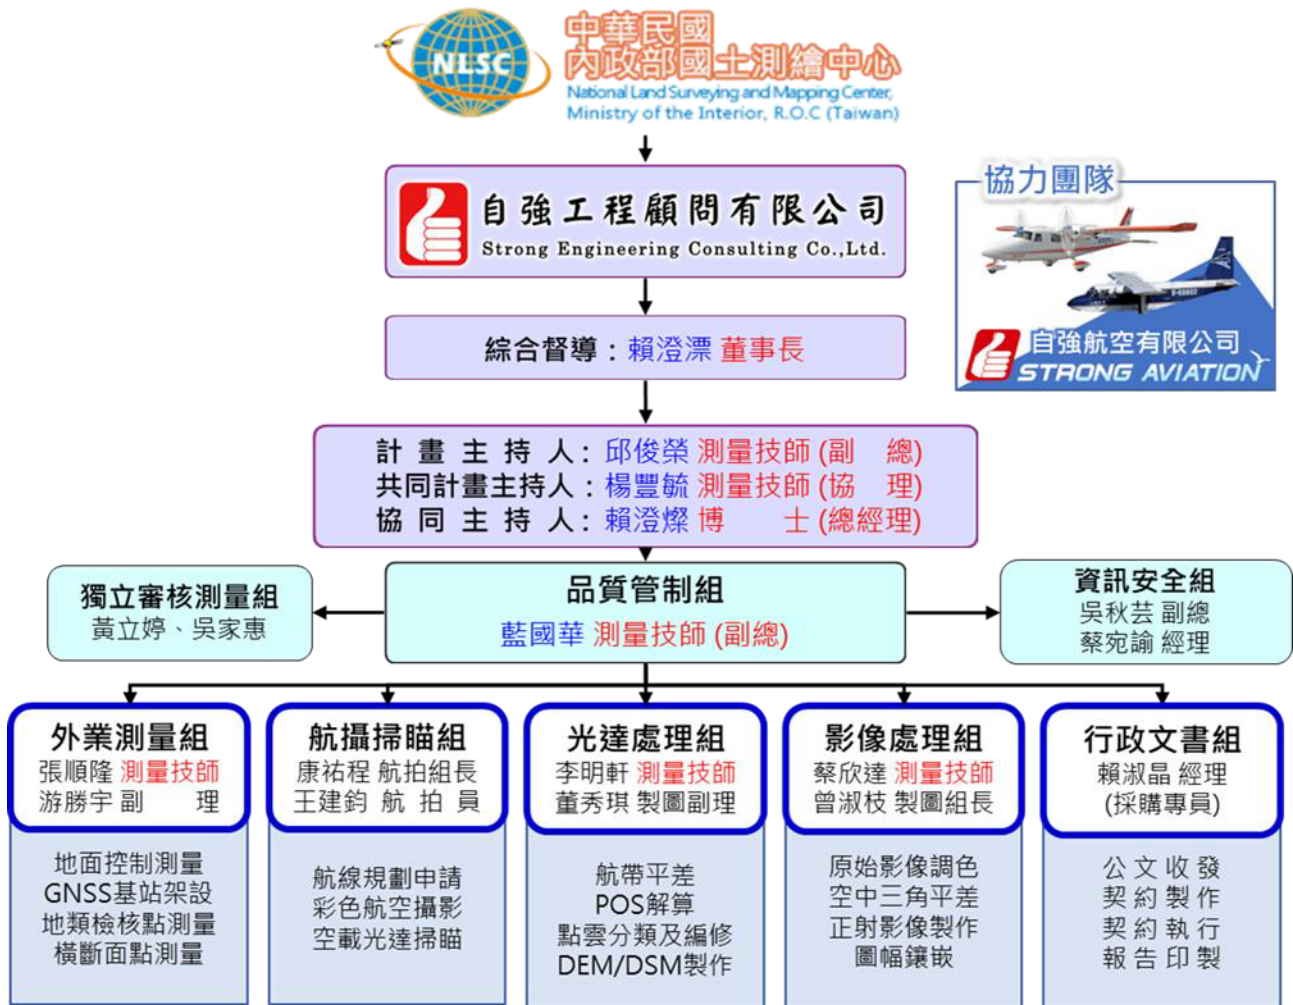 NLSC
中華民國
內政部國土測繪中心
National Land Surveying and Mapping Center,
Ministry of the Interior, R.O.C (Taiwan)
自強工程顧問有限公司
Strong Engineering Consulting Co.,Ltd.
協力團隊
自強航空有限公司
STRONG AVIATION
綜合督導：賴澄漂 董事長
計畫主持人：邱俊榮 測量技師 (副 總)
共同計畫主持人：楊豐毓 測量技師 (協 理)
協同主持人：賴澄燦 博 士 (總經理)
獨立審核測量組
黃立婷、吳家惠
品質管制組
藍國華 測量技師 (副總)
資訊安全組
吳秋芸 副總
蔡宛諭 經理
外業測量組
張順隆 測量技師
游勝宇 副 理
地面控制測量
GNSS基站架設
地類檢核點測量
橫斷面點測量
航攝掃瞄組
康祐程 航拍組長
王建鈞 航拍員
航線規劃申請
彩色航空攝影
空載光達掃瞄
光達處理組
李明軒 測量技師
董秀琪 製圖副理
航帶平差
POS解算
點雲分類及編修
DEM/DSM製作
影像處理組
蔡欣達 測量技師
曾淑枝 製圖組長
原始影像調色
空中三角平差
正射影像製作
圖幅鑲嵌
行政文書組
賴淑晶 經理
(採購專員)
公文收發
契約製作
契約執行
報告印製